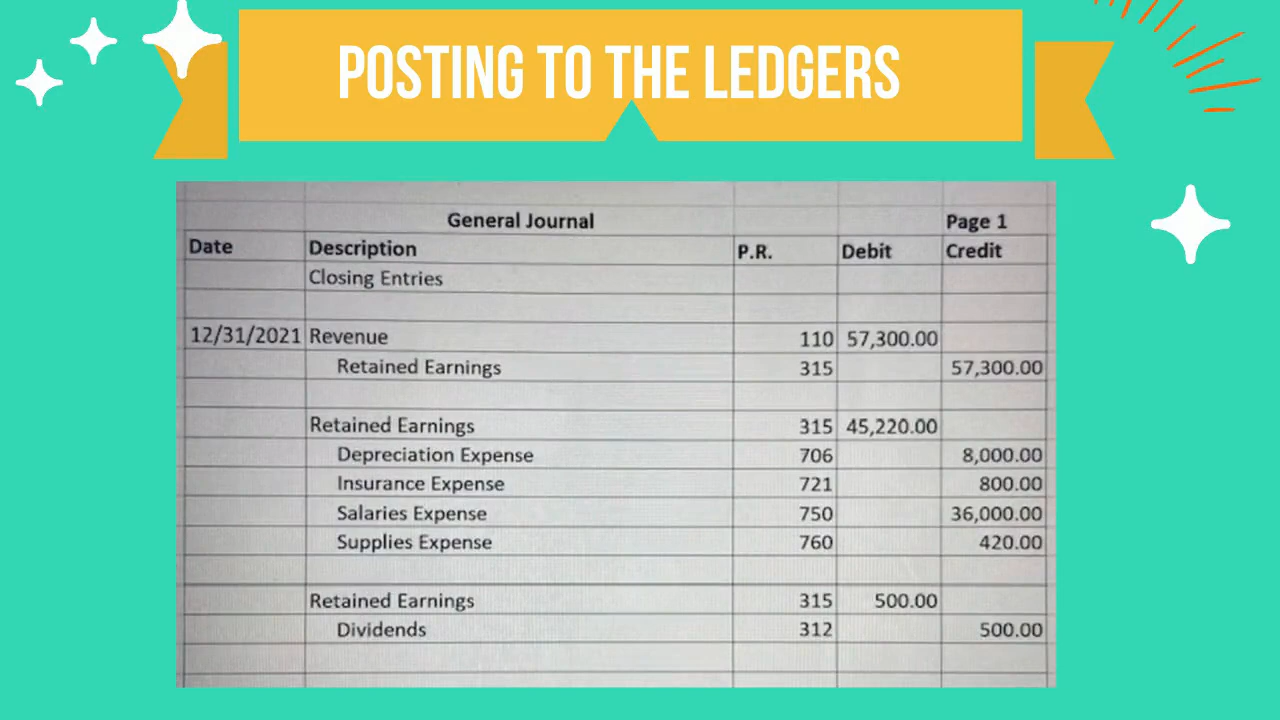 POSTING TO THE LEDGERS
General Journal Page 1
Date Description P.R. Debit Credit
Closing Entries
12/31/2021 Revenue 110 57,300.00
Retained Earnings 315 57,300.00
Retained Earnings 315 45,220.00
Depreciation Expense 706 8,000.00
Insurance Expense 721 800.00
Salaries Expense 750 36,000.00
Supplies Expense 760 420.00
Retained Earnings 315 500.00
Dividends 312 500.00